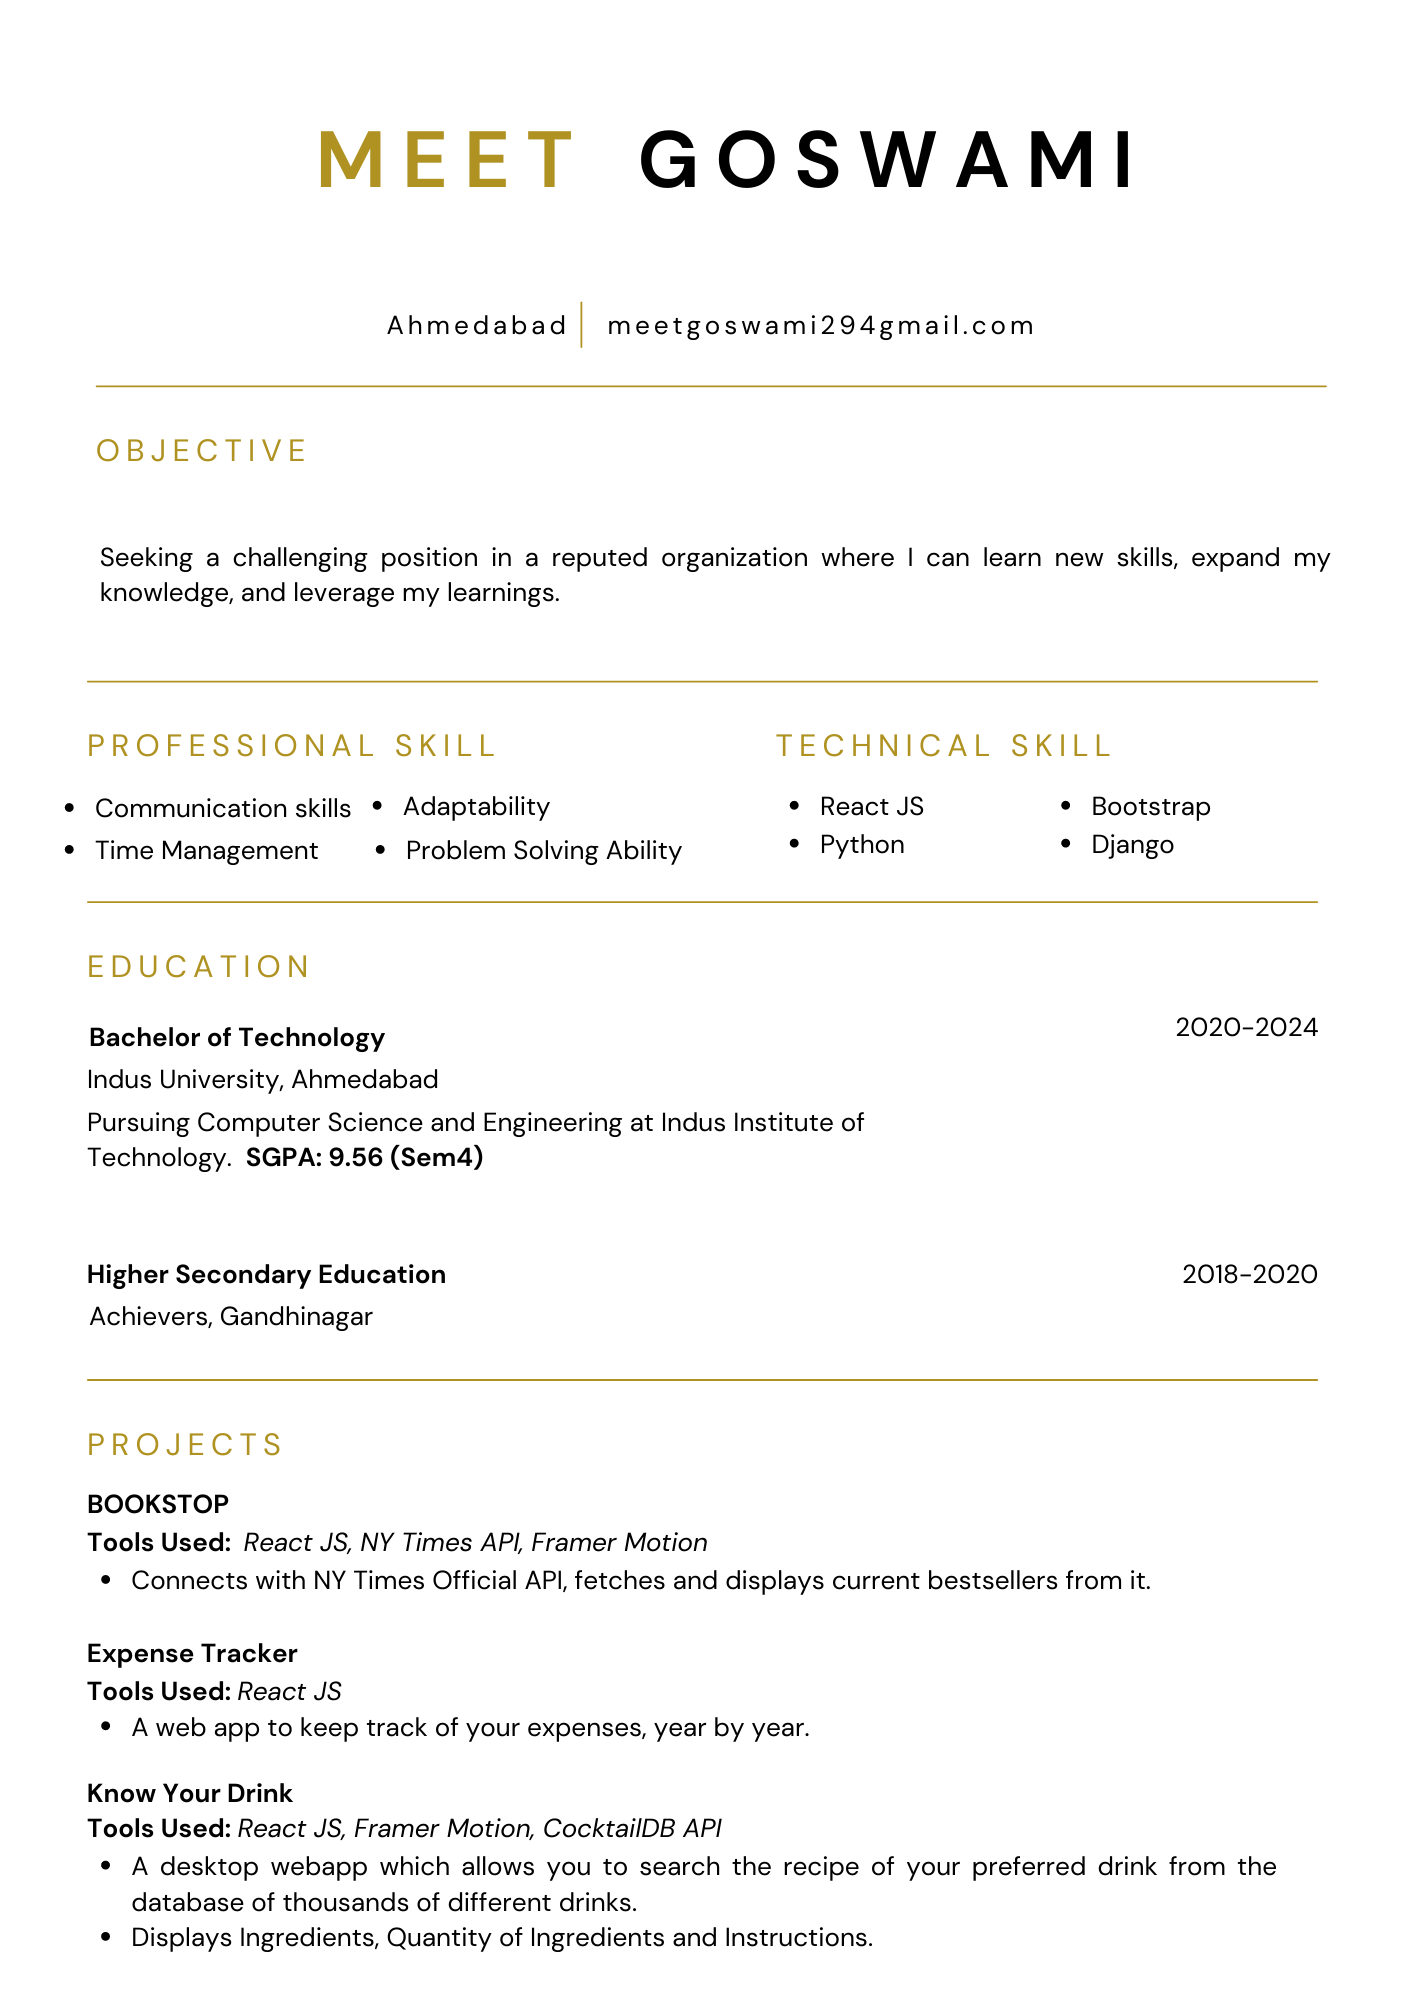 MEET GOSWAMI
Ahmedabad
meetgoswami294gmail.com
OBJECTIVE
Seeking a challenging position in a reputed organization where I can learn new skills, expand my
knowledge, and leverage my learnings.
PROFESSIONAL SKILL
• Communication skills
• Adaptability
• Time Management
• Problem Solving Ability
TECHNICAL SKILL
• React JS
• Bootstrap
• Python
• Django
EDUCATION
Bachelor of Technology
2020-2024
Indus University, Ahmedabad
Pursuing Computer Science and Engineering at Indus Institute of
Technology. SGPA: 9.56 (Sem4)
Higher Secondary Education
2018-2020
Achievers, Gandhinagar
PROJECTS
BOOKSTOP
Tools Used: React JS, NY Times API, Framer Motion
• Connects with NY Times Official API, fetches and displays current bestsellers from it.
Expense Tracker
Tools Used: React JS
• A web app to keep track of your expenses, year by year.
Know Your Drink
Tools Used: React JS, Framer Motion, CocktailDB API
• A desktop webapp which allows you to search the recipe of your preferred drink from the
database of thousands of different drinks.
• Displays Ingredients, Quantity of Ingredients and Instructions.